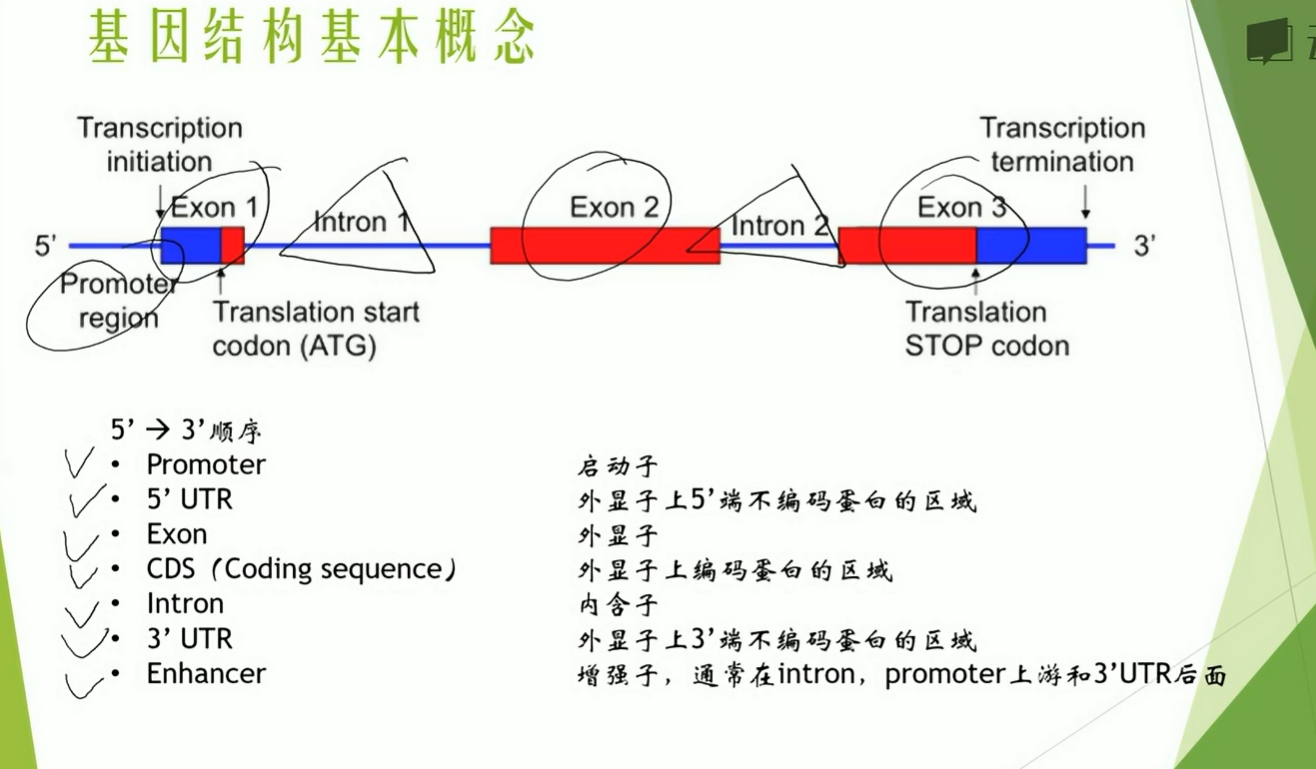 基因结构基本概念
Transcription
initiation
Transcription
termination
Exon 1
Intron 1
Exon 2
Intron 2
Exon 3
5’
3’
Promoter
region
Translation start
codon (ATG)
Translation
STOP codon
5’ → 3’顺序
• Promoter 启动子
• 5’ UTR 外显子上5’端不编码蛋白的区域
• Exon 外显子
• CDS（Coding sequence） 外显子上编码蛋白的区域
• Intron 内含子
• 3’ UTR 外显子上3’端不编码蛋白的区域
• Enhancer 增强子，通常在intron，promoter上游和3’UTR后面